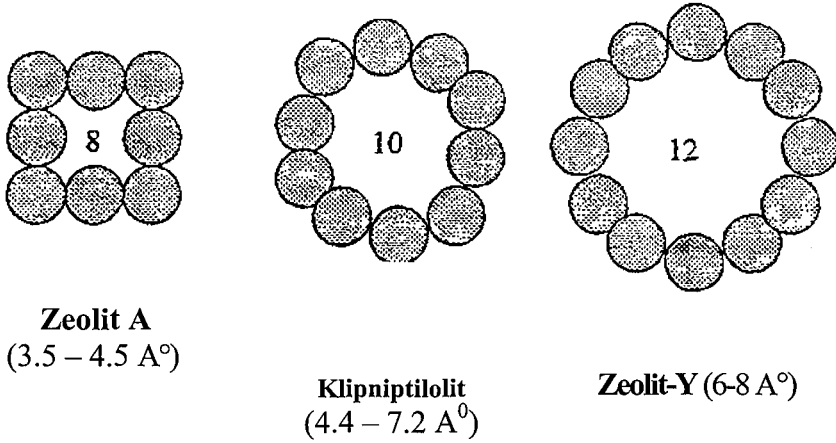 8
10
12
Zeolit A
(3.5 – 4.5 A°)
Klipniptilolit
(4.4 – 7.2 A⁰)
Zeolit-Y (6-8 A°)